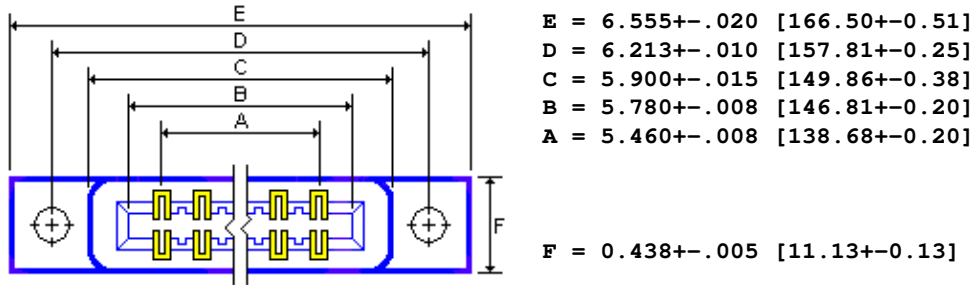 E
D
C
B
A
F
E = 6.555+-.020 [166.50+-0.51]
D = 6.213+-.010 [157.81+-0.25]
C = 5.900+-.015 [149.86+-0.38]
B = 5.780+-.008 [146.81+-0.20]
A = 5.460+-.008 [138.68+-0.20]
F = 0.438+-.005 [11.13+-0.13]